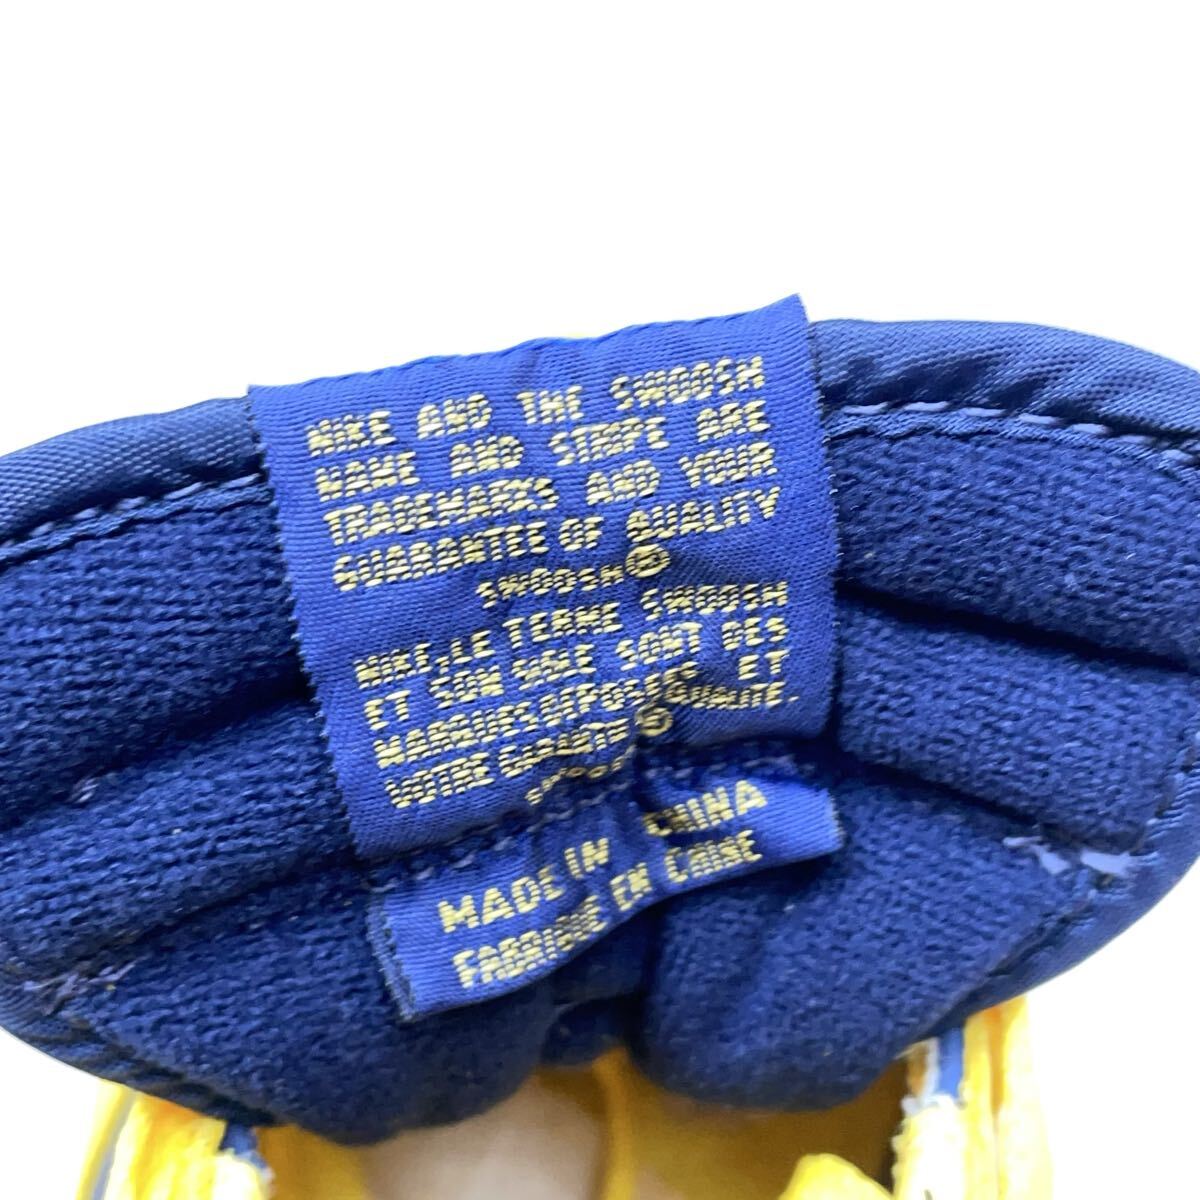 NIKE AND THE SWOOSH
NAME AND STRIPE ARE
TRADEMARKS AND YOUR
GUARANTEE OF QUALITY
SWOOSH®
NIKE, LE TERME SWOOSH
ET SON SIGLE SONT DES
MARQUES DEPOSEES ET
VOTRE GARANTIE QUALITE.
SWOOSH®
MADE IN CHINA
FABRIQUE EN CHINE